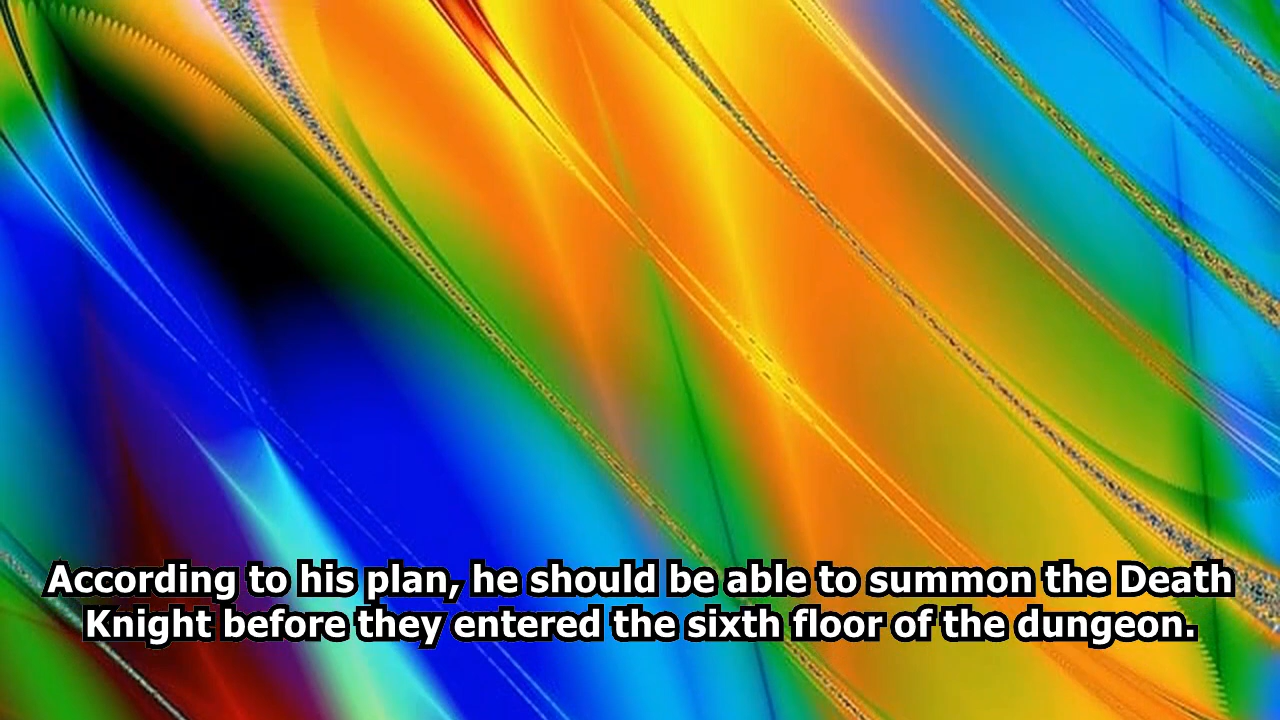 According to his plan, he should be able to summon the Death
Knight before they entered the sixth floor of the dungeon.